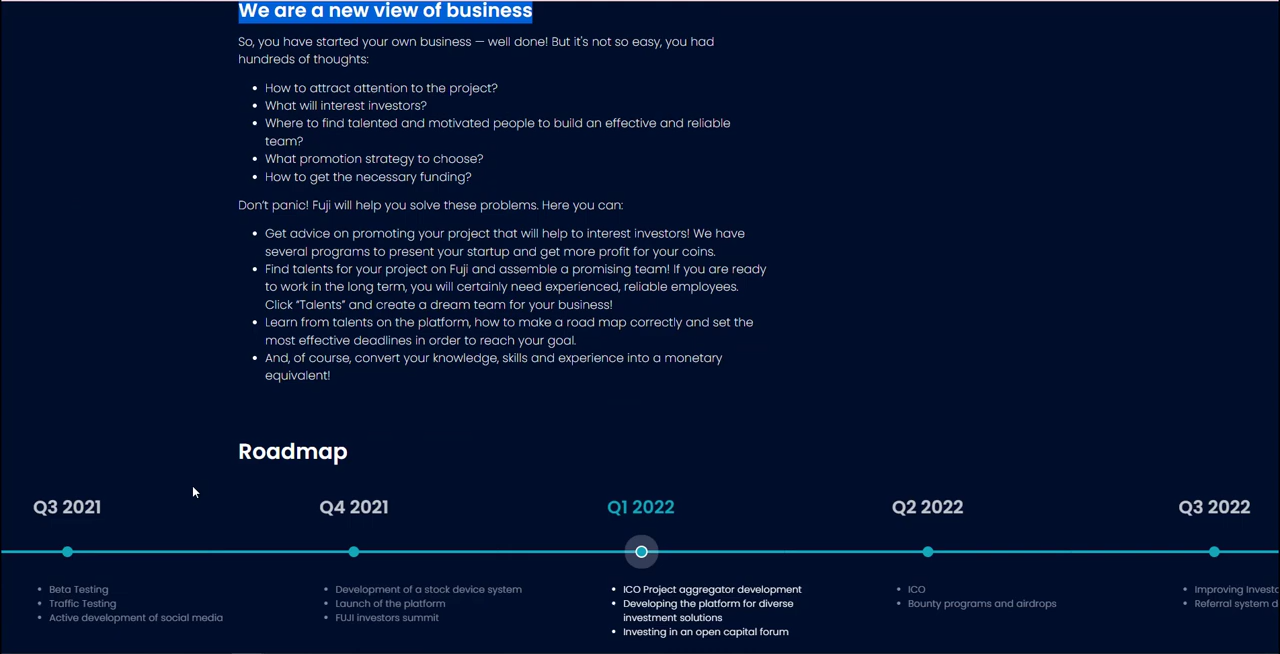 We are a new view of business
So, you have started your own business — well done! But it's not so easy, you had
hundreds of thoughts:
How to attract attention to the project?
What will interest investors?
Where to find talented and motivated people to build an effective and reliable
team?
What promotion strategy to choose?
How to get the necessary funding?
Don't panic! Fuji will help you solve these problems. Here you can:
Get advice on promoting your project that will help to interest investors! We have
several programs to present your startup and get more profit for your coins.
Find talents for your project on Fuji and assemble a promising team! If you are ready
to work in the long term, you will certainly need experienced, reliable employees.
Click “Talents” and create a dream team for your business!
Learn from talents on the platform, how to make a road map correctly and set the
most effective deadlines in order to reach your goal.
And, of course, convert your knowledge, skills and experience into a monetary
equivalent!
Roadmap
Q3 2021
Beta Testing
Traffic Testing
Active development of social media
Q4 2021
Development of a stock device system
Launch of the platform
FUJI investors summit
Q1 2022
ICO Project aggregator development
Developing the platform for diverse
investment solutions
Investing in an open capital forum
Q2 2022
ICO
Bounty programs and airdrops
Q3 2022
Improving
Referral system